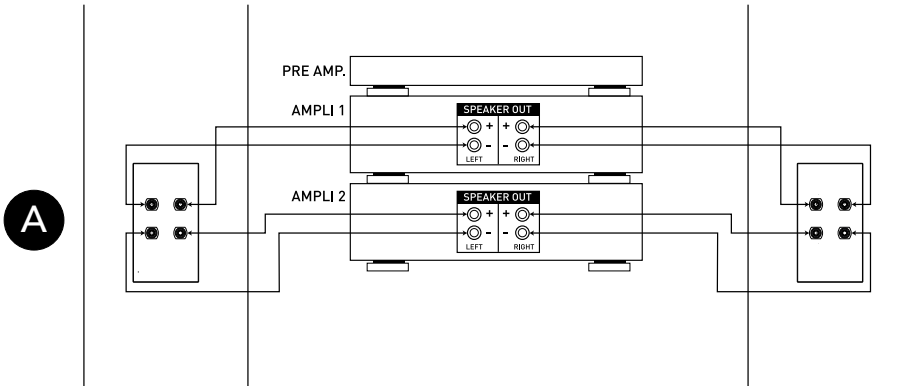 PRE AMP.
AMPLI 1
SPEAKER OUT
+ +
- -
LEFT RIGHT
A
AMPLI 2
SPEAKER OUT
+ +
- -
LEFT RIGHT